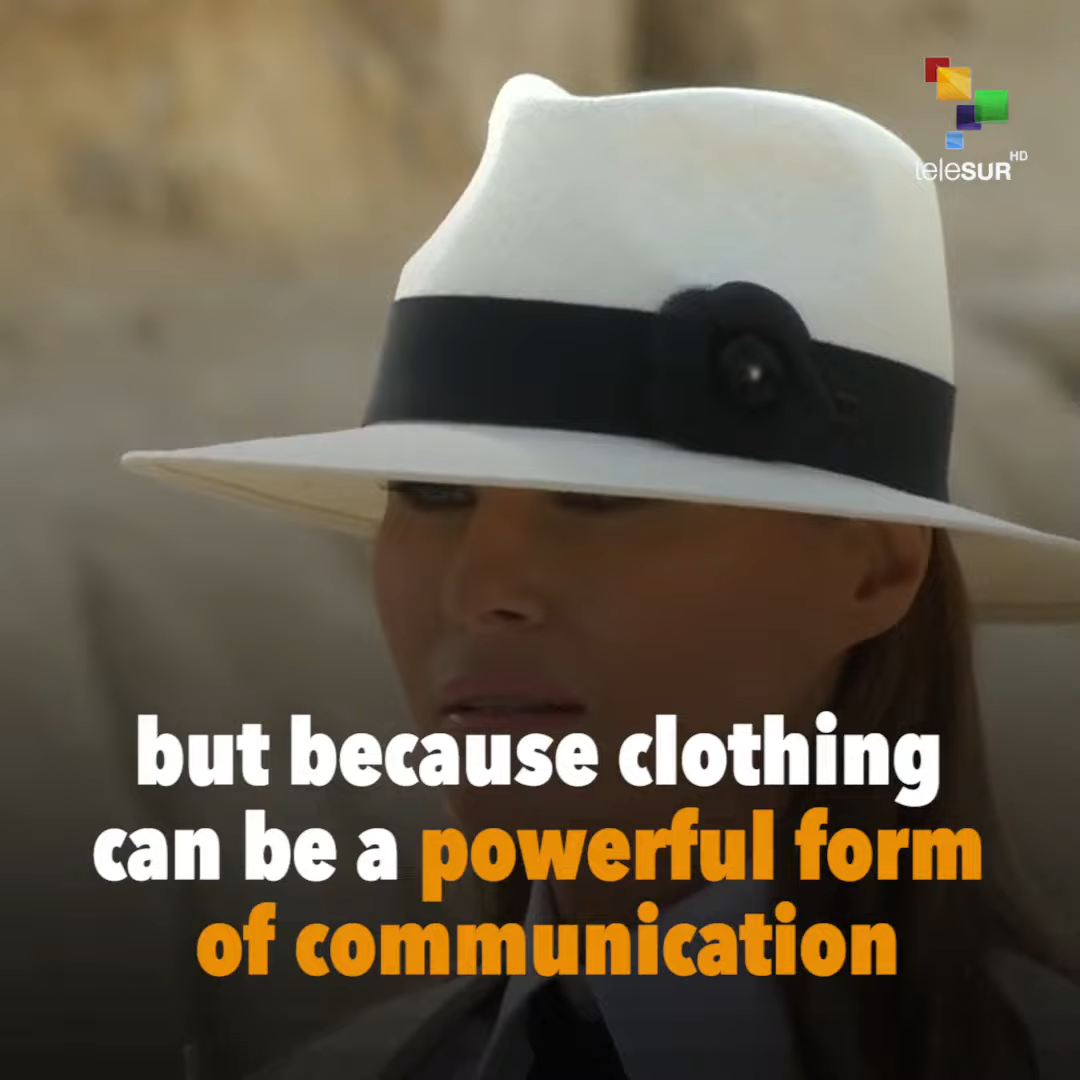 teleSUR HD
but because clothing
can be a powerful form
of communication